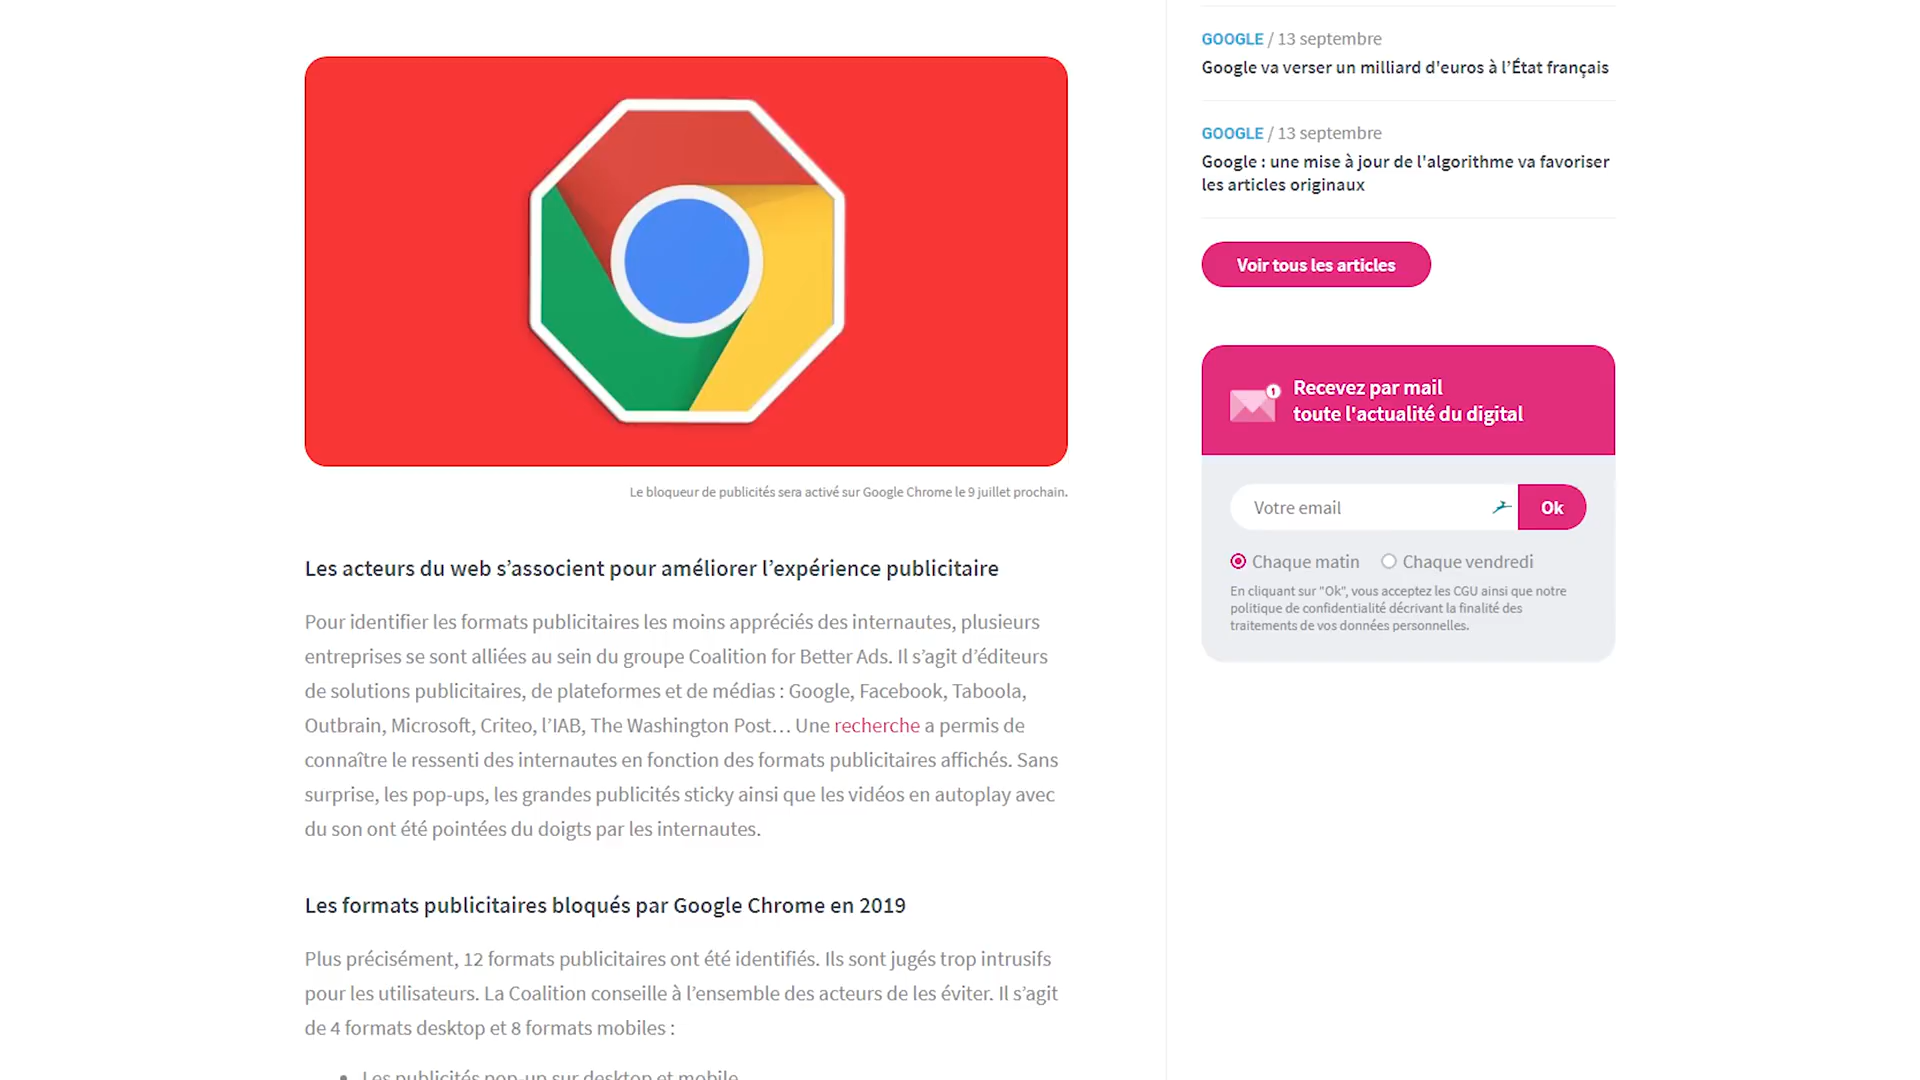 Le bloqueur de publicités sera activé sur Google Chrome le 9 juillet prochain.
Les acteurs du web s’associent pour améliorer l’expérience publicitaire
Pour identifier les formats publicitaires les moins appréciés des internautes, plusieurs
entreprises se sont alliées au sein du groupe Coalition for Better Ads. Il s’agit d’éditeurs
de solutions publicitaires, de plateformes et de médias : Google, Facebook, Taboola,
Outbrain, Microsoft, Criteo, l’IAB, The Washington Post… Une recherche a permis de
connaître le ressenti des internautes en fonction des formats publicitaires affichés. Sans
surprise, les pop-ups, les grandes publicités sticky ainsi que les vidéos en autoplay avec
du son ont été pointées du doigts par les internautes.
Les formats publicitaires bloqués par Google Chrome en 2019
Plus précisément, 12 formats publicitaires ont été identifiés. Ils sont jugés trop intrusifs
pour les utilisateurs. La Coalition conseille à l’ensemble des acteurs de les éviter. Il s’agit
de 4 formats desktop et 8 formats mobiles :
• Les publicités pop-up sur desktop et mobile
GOOGLE / 13 septembre
Google va verser un milliard d'euros à l’État français
GOOGLE / 13 septembre
Google : une mise à jour de l'algorithme va favoriser
les articles originaux
Voir tous les articles
1
Recevez par mail
toute l'actualité du digital
Votre email
Ok
Chaque matin Chaque vendredi
En cliquant sur "Ok", vous acceptez les CGU ainsi que notre
politique de confidentialité décrivant la finalité des
traitements de vos données personnelles.